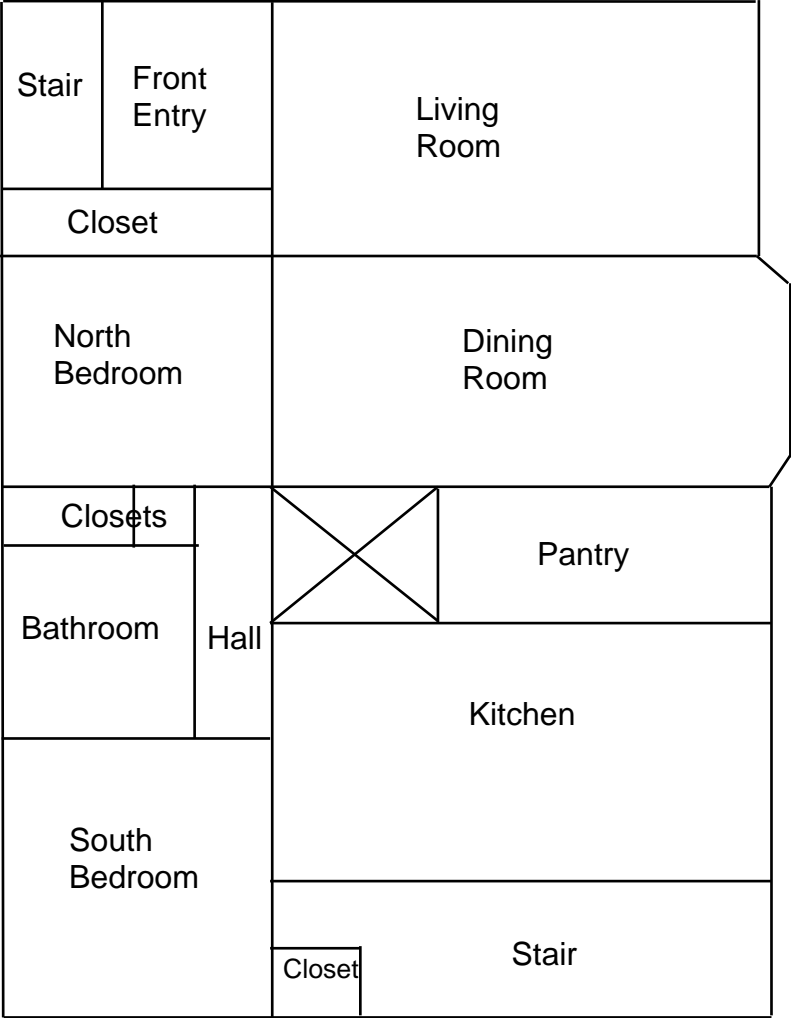 Stair
Front
Entry
Living
Room
Closet
North
Bedroom
Dining
Room
Closets
Pantry
Bathroom
Hall
Kitchen
South
Bedroom
Stair
Closet